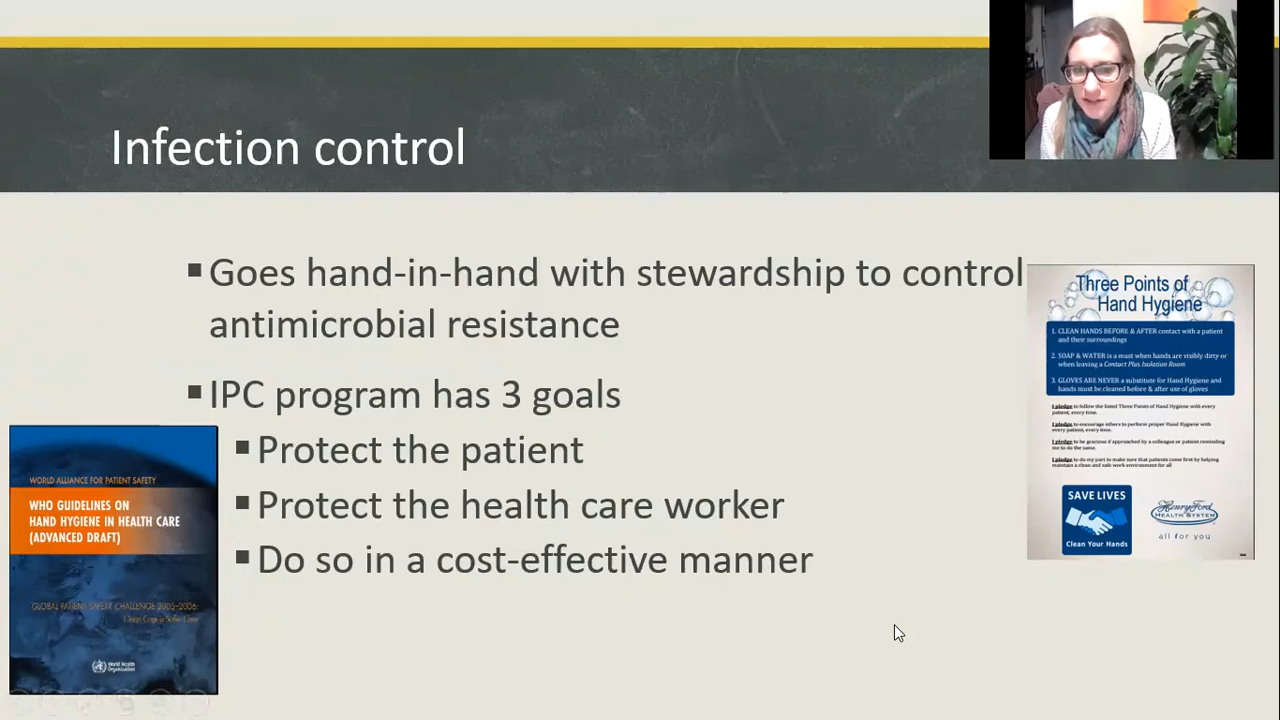 Infection control
▪Goes hand-in-hand with stewardship to control
antimicrobial resistance
▪IPC program has 3 goals
▪Protect the patient
▪Protect the health care worker
▪Do so in a cost-effective manner
WORLD ALLIANCE FOR PATIENT SAFETY
WHO GUIDELINES ON
HAND HYGIENE IN HEALTH CARE
(ADVANCED DRAFT)
GLOBAL PATIENT SAFETY CHALLENGE 2005-2006:
World Health
Organization
Three Points of
Hand Hygiene
1. CLEAN HANDS BEFORE & AFTER contact with a patient
and their surroundings
2. SOAP & WATER is a must when hands are visibly dirty or
when leaving a Contact Plus Isolation Room
3. GLOVES ARE NEVER a substitute for Hand Hygiene and
hands must be cleaned before & after use of gloves
I pledge to follow the listed Three Points of Hand Hygiene with every
patient, every time.
I pledge to encourage others to perform proper Hand Hygiene with
every patient, every time.
I pledge to be gracious if approached by a colleague or patient reminding
me to do the same.
I pledge to do my part to make sure that patients come first by helping
maintain a clean and safe work environment for all
SAVE LIVES
Clean Your Hands
Henry Ford
HEALTH SYSTEM
all for you